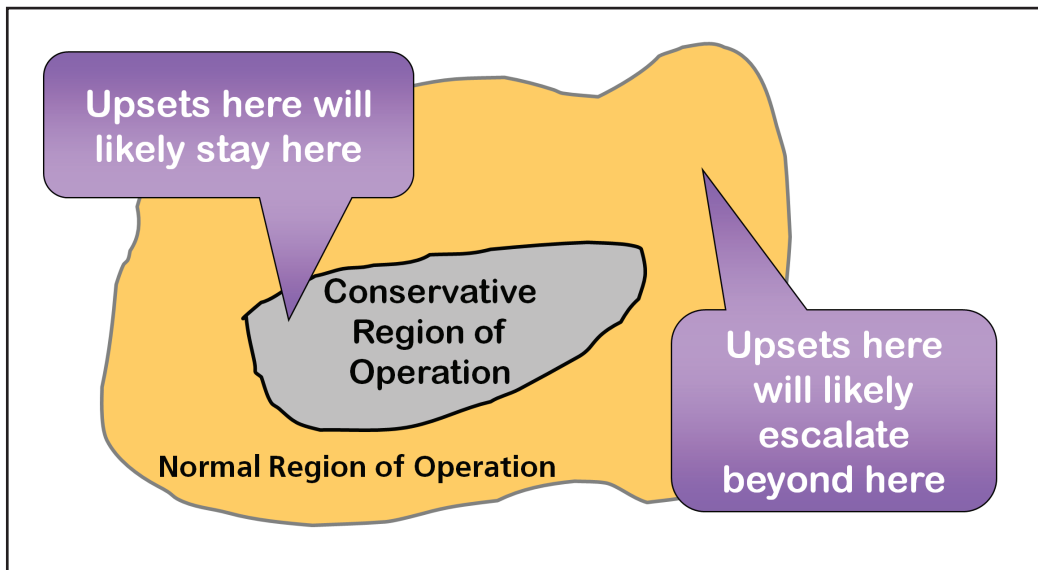 Upsets here will
likely stay here
Conservative
Region of
Operation
Upsets here
will likely
escalate
beyond here
Normal Region of Operation